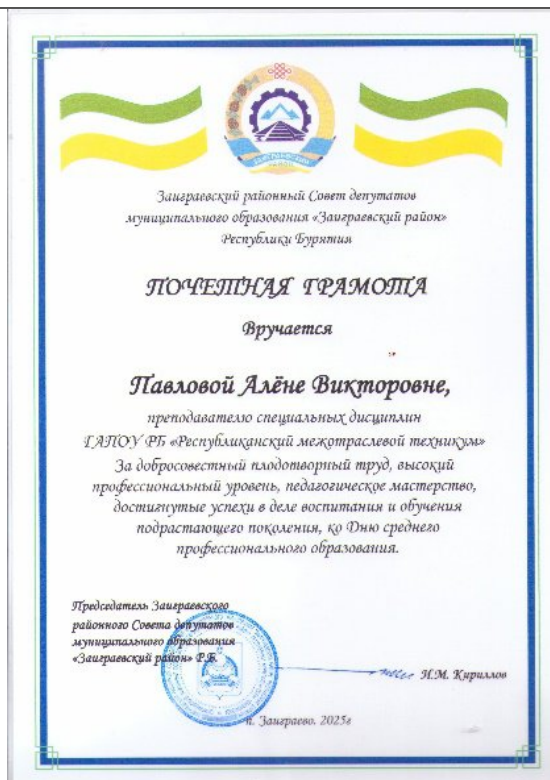 ЗАИГРАЕВСКИЙ
РАЙОН
Заиграевский районный Совет депутатов
муниципального образования «Заиграевский район»
Республики Бурятия
ПОЧЕТНАЯ ГРАМОТА
Вручается
Павловой Алёне Викторовне,
преподавателю специальных дисциплин
ГАПОУ РБ «Республиканский межотраслевой техникум»
За добросовестный плодотворный труд, высокий
профессиональный уровень, педагогическое мастерство,
достигнутые успехи в деле воспитания и обучения
подрастающего поколения, ко Дню среднего
профессионального образования.
Председатель Заиграевского
районного Совета депутатов
муниципального образования
«Заиграевский район» Р.Б.
И.М. Кириллов
п. Заиграево. 2025г